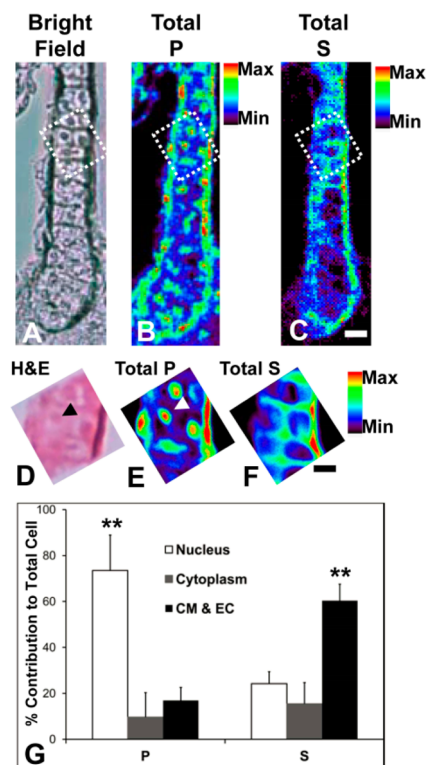 Bright Field
Total P
Total S
Max
Min
Max
Min
A
B
C
H&E
Total P
Total S
Max
Min
D
E
F
% Contribution to Total Cell
100
80
60
40
20
0
**
**
Nucleus
Cytoplasm
CM & EC
P
S
G